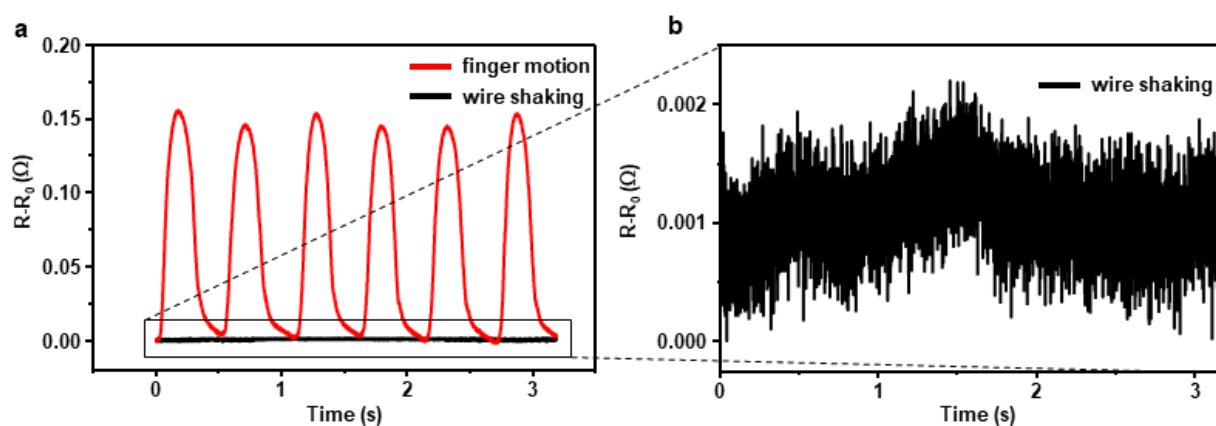 a
R-R₀ (Ω)
0.20
0.15
0.10
0.05
0.00
finger motion
wire shaking
0 1 2 3
Time (s)
b
R-R₀ (Ω)
0.002
0.001
0.000
wire shaking
0 1 2 3
Time (s)